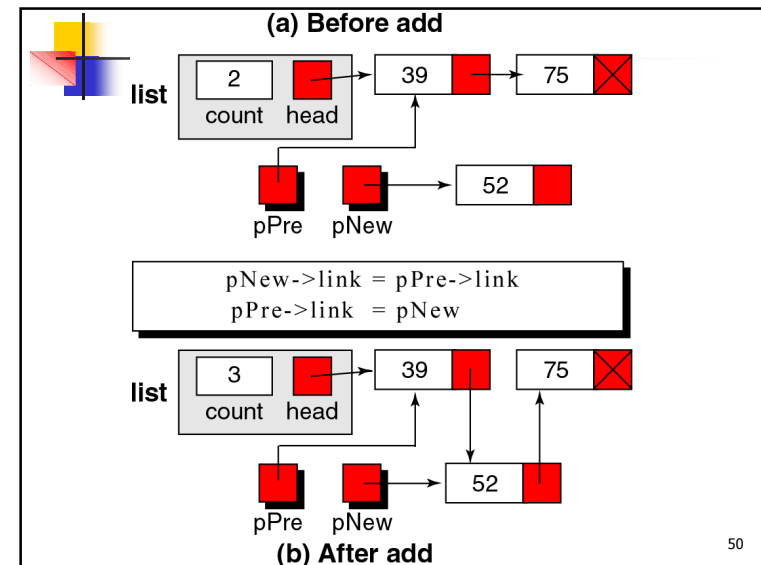 (a) Before add
list
2
39
75
count head
52
pPre pNew
pNew->link = pPre->link
pPre->link = pNew
list
3
39
75
count head
52
pPre pNew
(b) After add
50